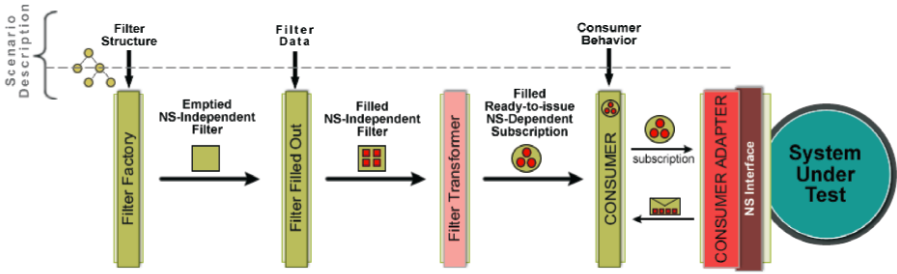 Scenario
Description
Filter
Structure
Filter
Data
Consumer
Behavior
Emptied
NS-Independent
Filter
Filled
NS-Independent
Filter
Filled
Ready-to-issue
NS-Dependent
Subscription
subscription
Filter Factory
Filter Filled Out
Filter Transformer
CONSUMER
CONSUMER ADAPTER
NS Interface
System
Under
Test